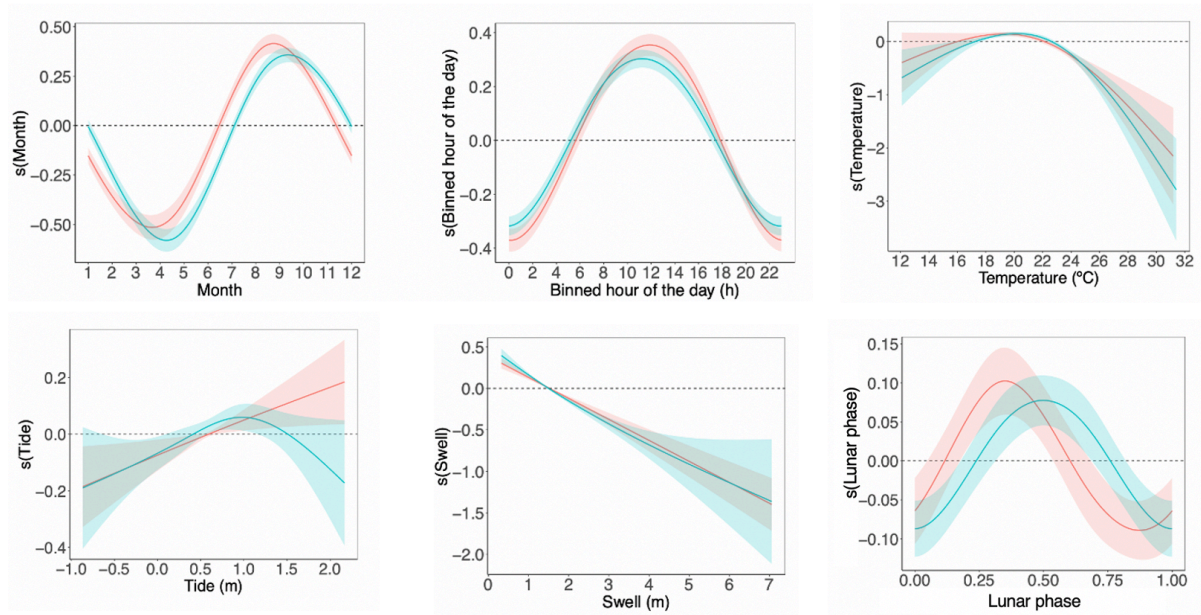 s(Month)
0.50
0.25
0.00
−0.25
−0.50
1 2 3 4 5 6 7 8 9 10 11 12
Month
s(Binned hour of the day)
0.4
0.2
0.0
−0.2
−0.4
0 2 4 6 8 10 12 14 16 18 20 22
Binned hour of the day (h)
s(Temperature)
0
−1
−2
−3
12 14 16 18 20 22 24 26 28 30 32
Temperature (ºC)
s(Tide)
0.2
0.0
−0.2
−0.4
−1.0 −0.5 0.0 0.5 1.0 1.5 2.0
Tide (m)
s(Swell)
0.5
0.0
−0.5
−1.0
−1.5
−2.0
0 1 2 3 4 5 6 7
Swell (m)
s(Lunar phase)
0.15
0.10
0.05
0.00
−0.05
−0.10
0.00 0.25 0.50 0.75 1.00
Lunar phase